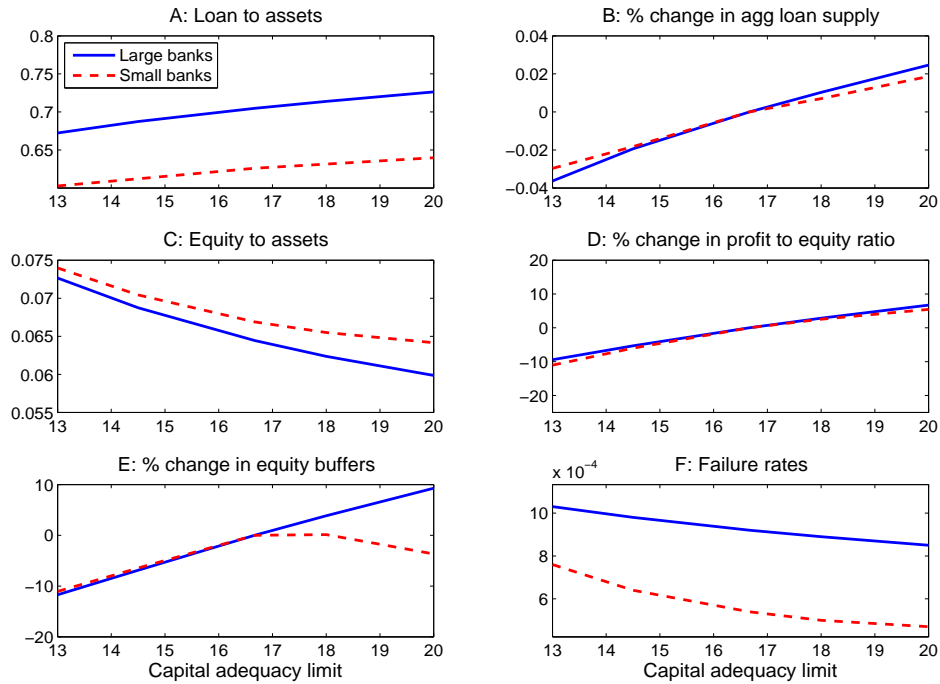 A: Loan to assets
0.8
0.75
0.7
0.65
Large banks
Small banks
13 14 15 16 17 18 19 20
B: % change in agg loan supply
0.04
0.02
0
−0.02
−0.04
13 14 15 16 17 18 19 20
C: Equity to assets
0.075
0.07
0.065
0.06
0.055
13 14 15 16 17 18 19 20
D: % change in profit to equity ratio
20
10
0
−10
−20
13 14 15 16 17 18 19 20
E: % change in equity buffers
10
0
−10
−20
13 14 15 16 17 18 19 20
Capital adequacy limit
F: Failure rates
x 10⁻⁴
10
8
6
13 14 15 16 17 18 19 20
Capital adequacy limit